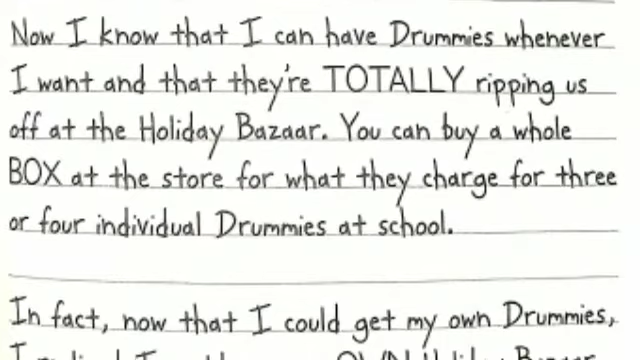 Now I know that I can have Drummies whenever
I want and that they're TOTALLY ripping us
off at the Holiday Bazaar. You can buy a whole
BOX at the store for what they charge for three
or four individual Drummies at school.
In fact, now that I could get my own Drummies,